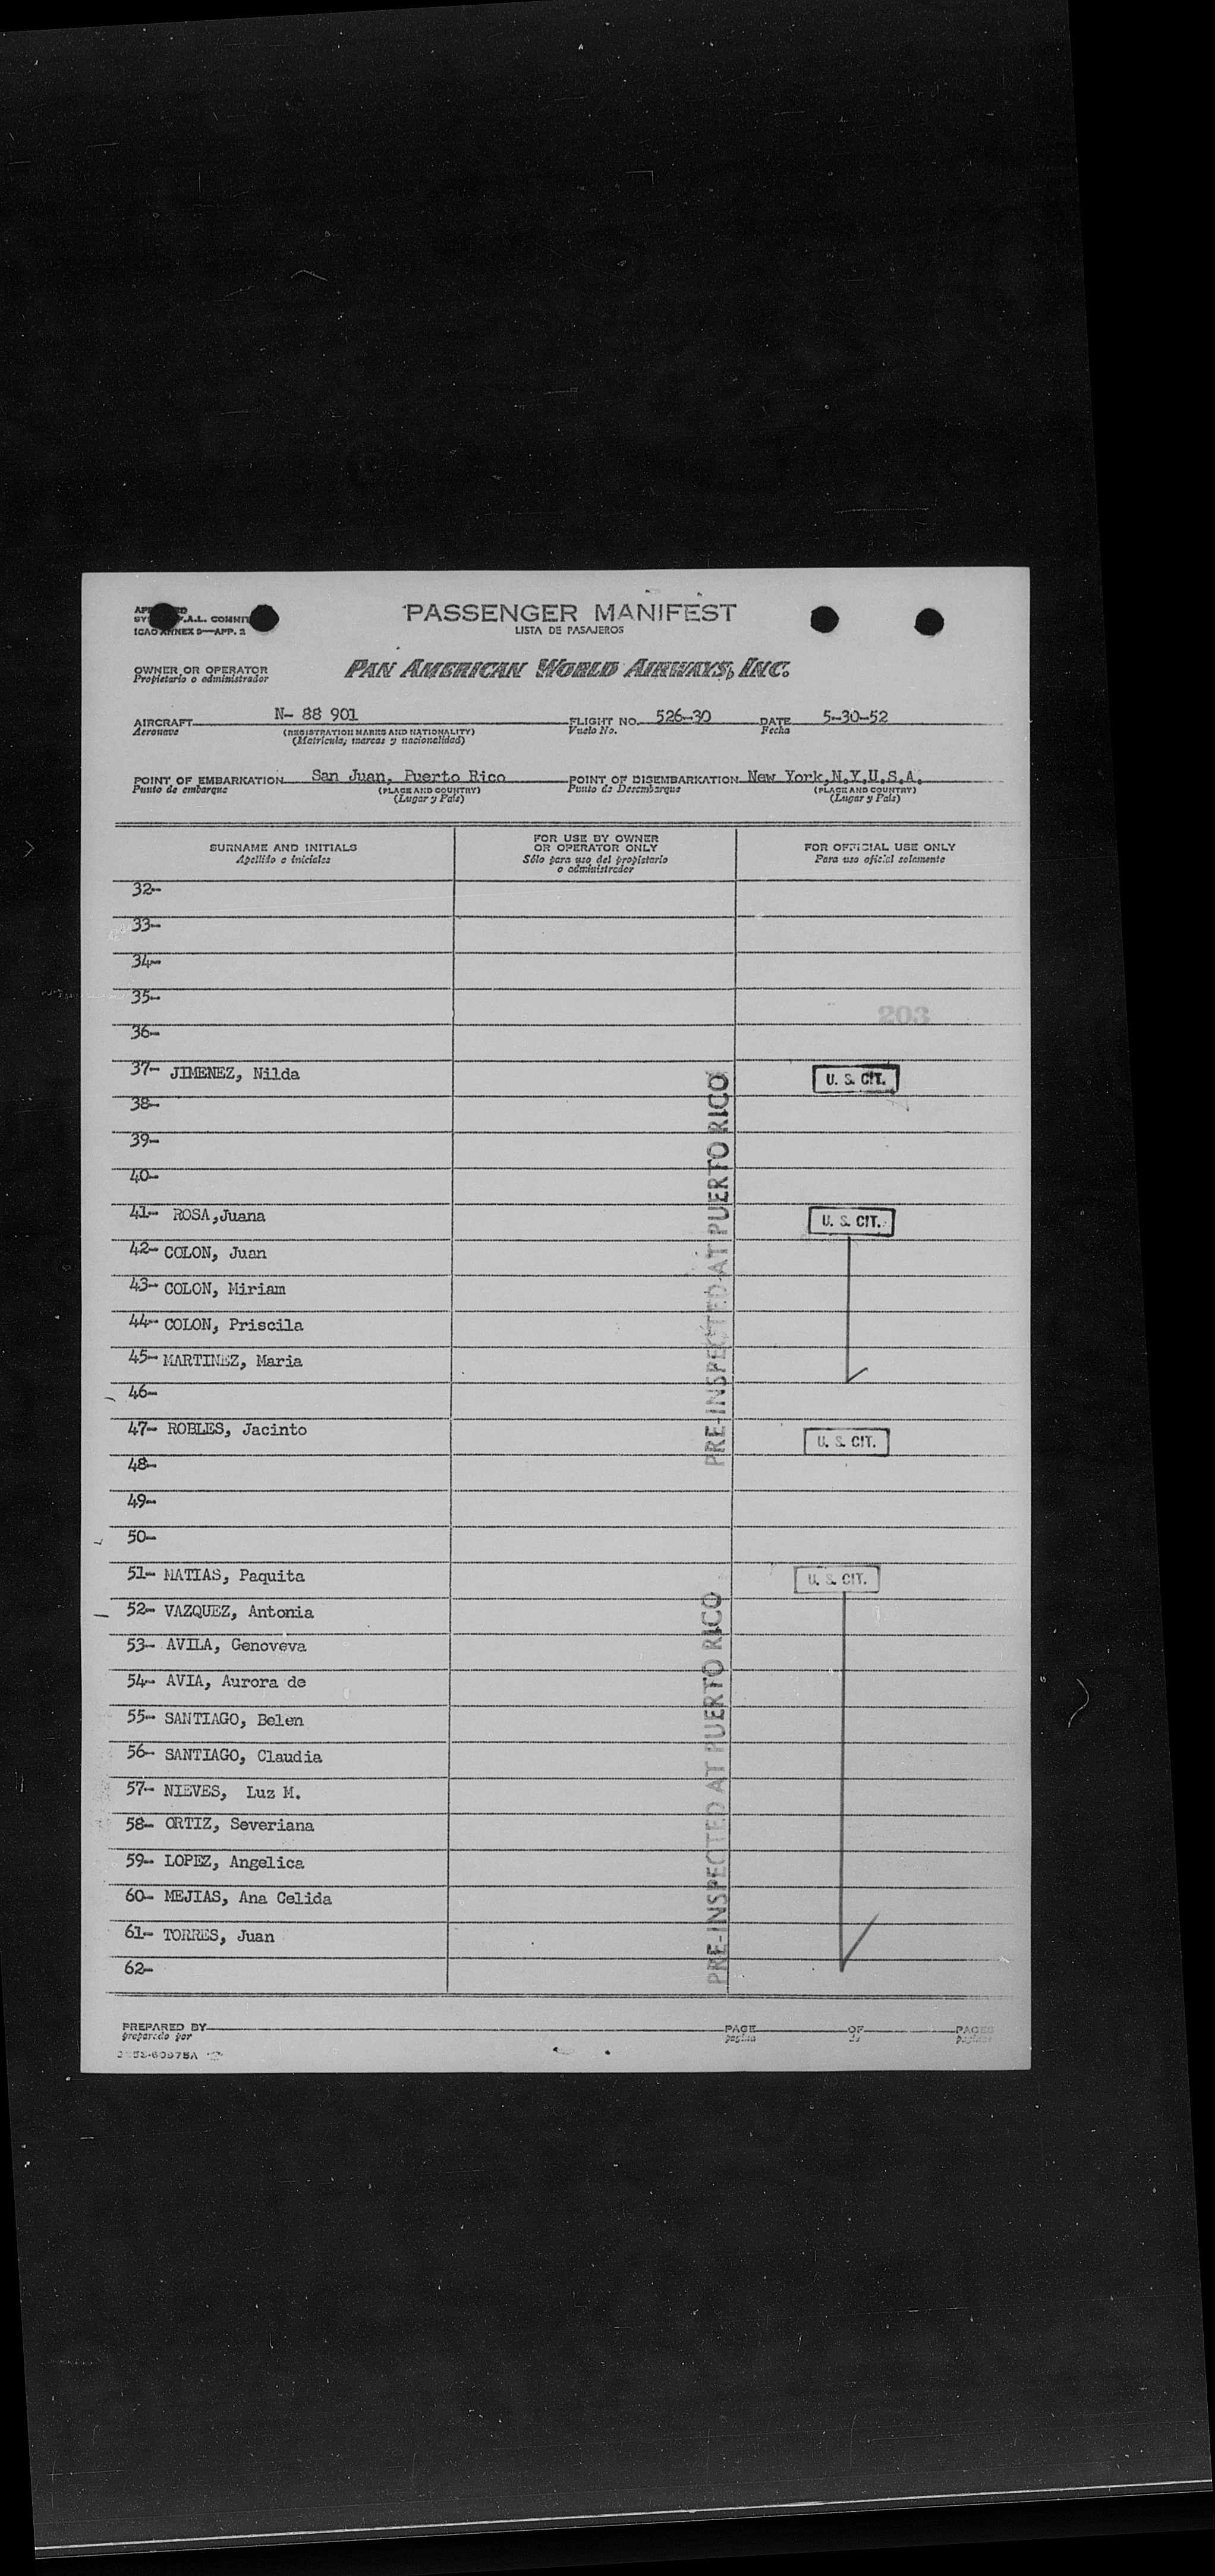 PASSENGER MANIFEST
LISTA DE PASAJEROS
ICAO ANNEX 9—APP. 2
OWNER OR OPERATOR
Propietario o administrador
PAN AMERICAN WORLD AIRWAYS, INC.
AIRCRAFT N- 88 901 FLIGHT NO. 526-30 DATE 5-30-52
Aeronave (REGISTRATION MARKS AND NATIONALITY) Vuelo No. Fecha
(Matricula, marcas y nacionalidad)
POINT OF EMBARKATION San Juan, Puerto Rico POINT OF DISEMBARKATION New York,N.Y.U.S.A.
Punto de embarque (PLACE AND COUNTRY) Punto de Desembarque (PLACE AND COUNTRY)
(Lugar y País) (Lugar y País)
SURNAME AND INITIALS
Apellido e iniciales
FOR USE BY OWNER
OR OPERATOR ONLY
Sólo para uso del propietario
o administrador
FOR OFFICIAL USE ONLY
Para uso oficial solamente
32-
33-
34-
35-
203
36-
37- JIMENEZ, Nilda U. S. CIT.
38-
39-
40-
41- ROSA,Juana U. S. CIT.
42- COLON, Juan
43- COLON, Miriam
44- COLON, Priscila
45- MARTINEZ, Maria
46-
PRE-INSPECTED AT PUERTO RICO
47- ROBLES, Jacinto U. S. CIT.
48-
49-
50-
51- MATIAS, Paquita U. S. CIT.
52- VAZQUEZ, Antonia
53- AVILA, Genoveva
54- AVIA, Aurora de
55- SANTIAGO, Belen
56- SANTIAGO, Claudia
57- NIEVES, Luz M.
58- ORTIZ, Severiana
59- LOPEZ, Angelica
60- MEJIAS, Ana Celida
61- TORRES, Juan
62-
PRE-INSPECTED AT PUERTO RICO
PREPARED BY PAGE OF PAGES
preparado por pagina de paginas